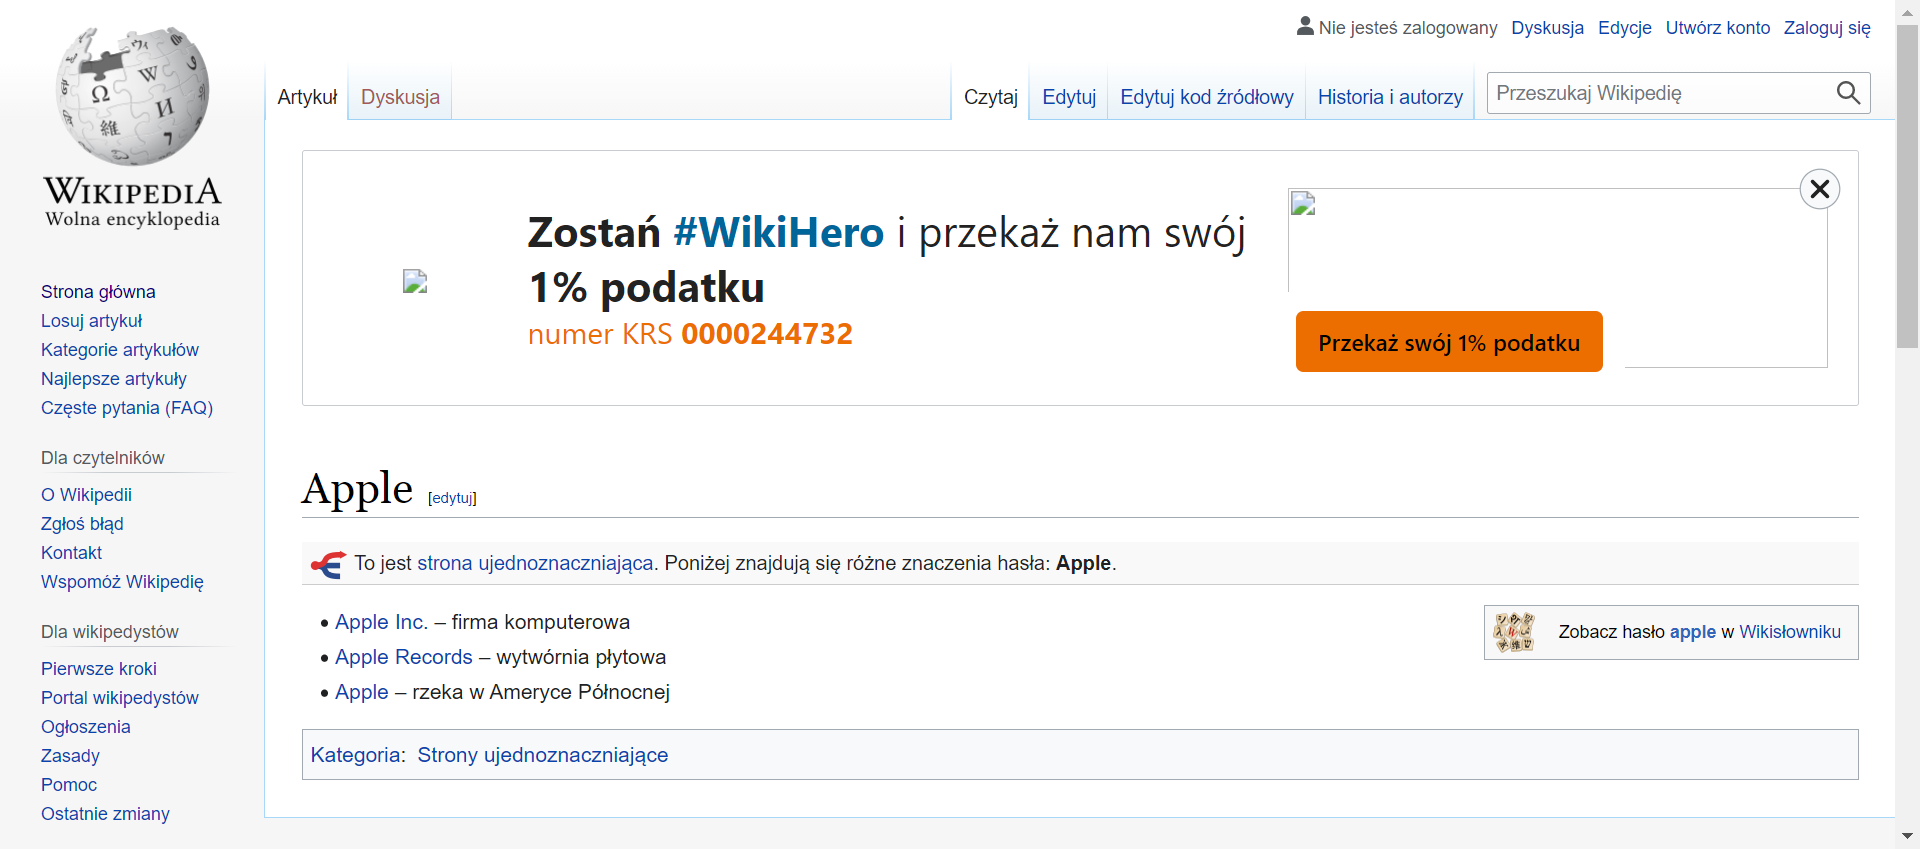 Nie jesteś zalogowany Dyskusja Edycje Utwórz konto Zaloguj się
Artykuł Dyskusja Czytaj Edytuj Edytuj kod źródłowy Historia i autorzy Przeszukaj Wikipedię
WIKIPEDIA
Wolna encyklopedia
Strona główna
Losuj artykuł
Kategorie artykułów
Najlepsze artykuły
Częste pytania (FAQ)
Dla czytelników
O Wikipedii
Zgłoś błąd
Kontakt
Wspomóż Wikipedię
Dla wikipedystów
Pierwsze kroki
Portal wikipedystów
Ogłoszenia
Zasady
Pomoc
Ostatnie zmiany
Zostań #WikiHero i przekaż nam swój
1% podatku
numer KRS 0000244732
Przekaż swój 1% podatku
Apple [edytuj]
To jest strona ujednoznaczniająca. Poniżej znajdują się różne znaczenia hasła: Apple.
• Apple Inc. – firma komputerowa
• Apple Records – wytwórnia płytowa
• Apple – rzeka w Ameryce Północnej
Zobacz hasło apple w Wikisłowniku
Kategoria: Strony ujednoznaczniające